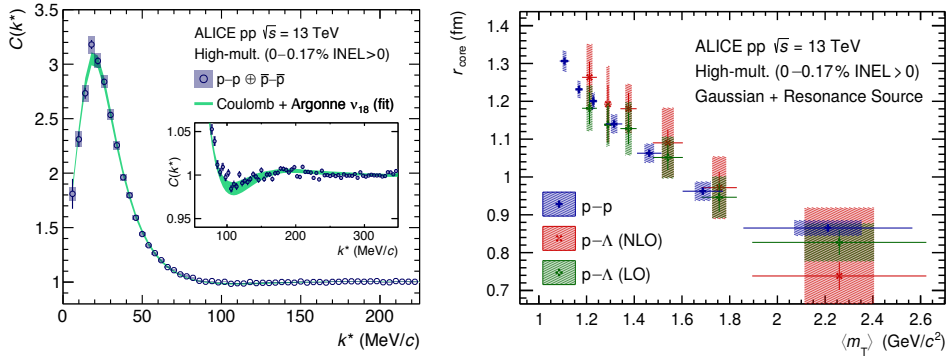 C(k*)
3.5
3
2.5
2
1.5
1
ALICE pp √s = 13 TeV
High-mult. (0−0.17% INEL>0)
p−p ⊕ p̅−p̅
Coulomb + Argonne ν₁₈ (fit)
C(k*)
1.05
1
0.95
100 200 300
k* (MeV/c)
0 50 100 150 200
k* (MeV/c)
r_core (fm)
1.4
1.3
1.2
1.1
1
0.9
0.8
0.7
ALICE pp √s = 13 TeV
High-mult. (0−0.17% INEL > 0)
Gaussian + Resonance Source
p−p
p−Λ (NLO)
p−Λ (LO)
1 1.2 1.4 1.6 1.8 2 2.2 2.4 2.6
⟨m_T⟩ (GeV/c²)